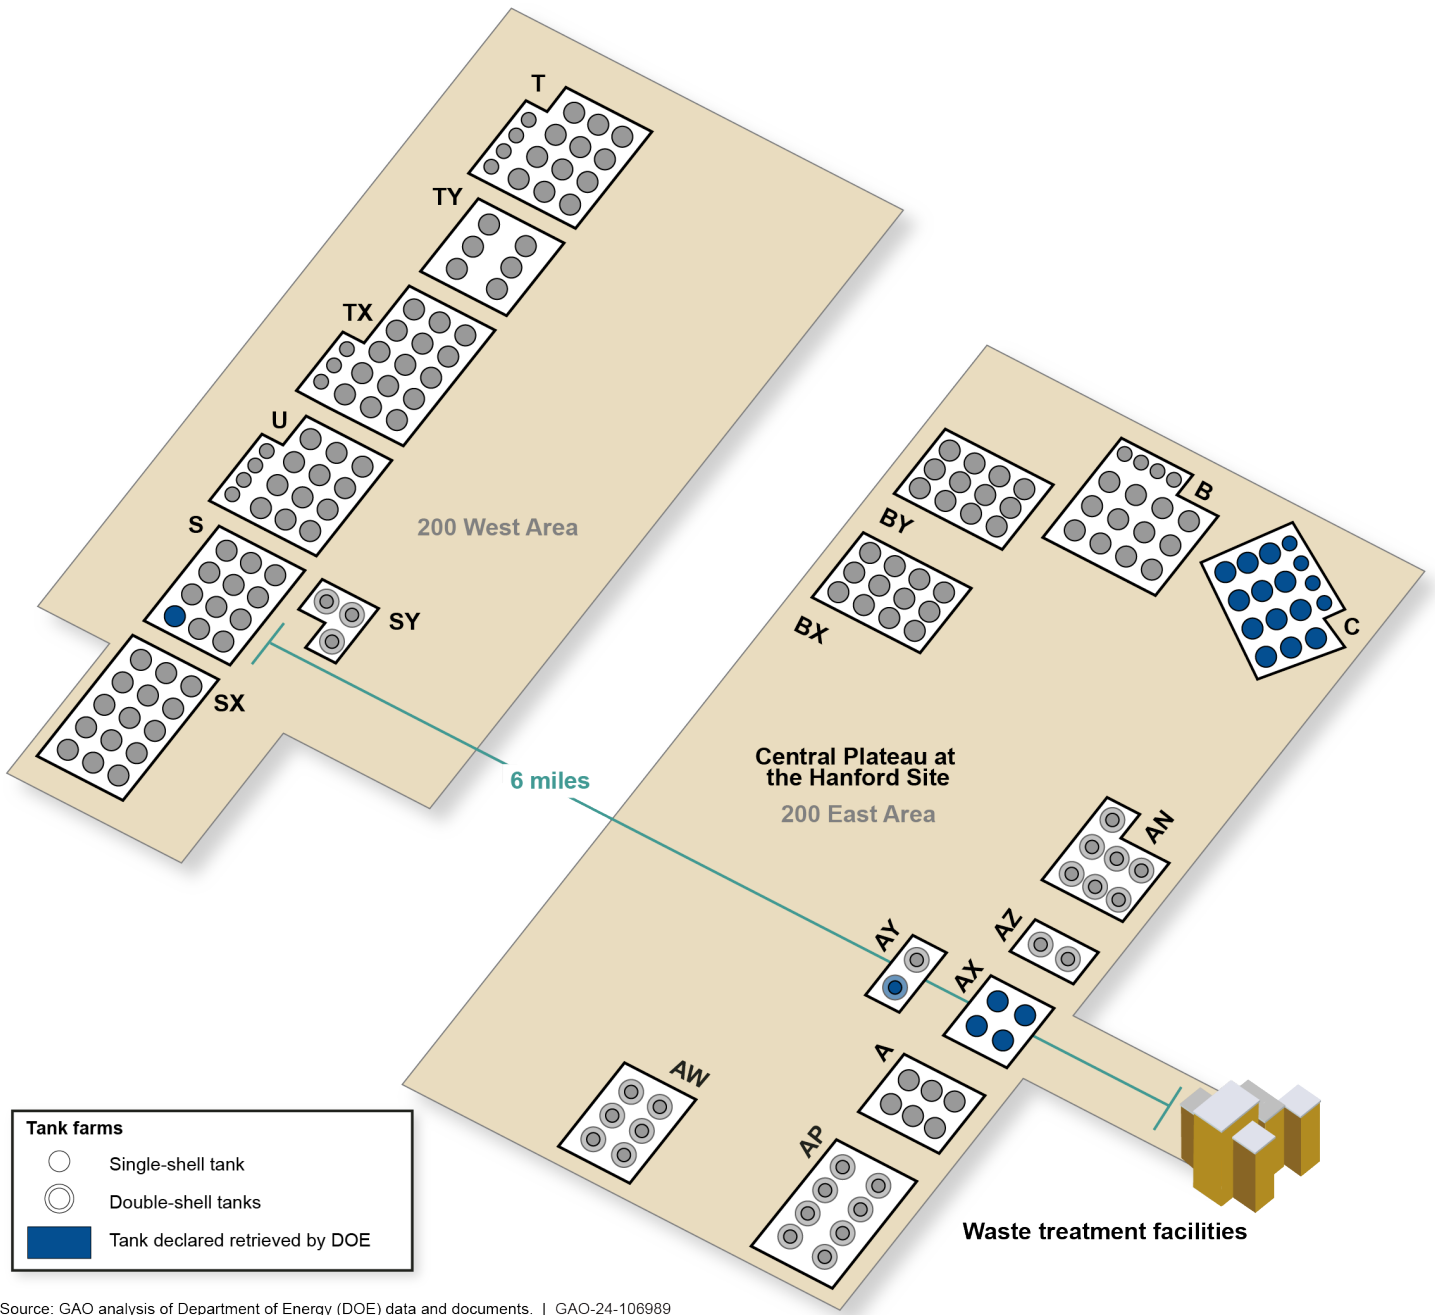 T
TY
TX
U
S
SY
SX
200 West Area
6 miles
BY
B
BX
C
Central Plateau at
the Hanford Site
200 East Area
AN
AZ
AY
AX
A
AW
AP
Waste treatment facilities
Tank farms
Single-shell tank
Double-shell tanks
Tank declared retrieved by DOE
Source: GAO analysis of Department of Energy (DOE) data and documents. | GAO-24-106989